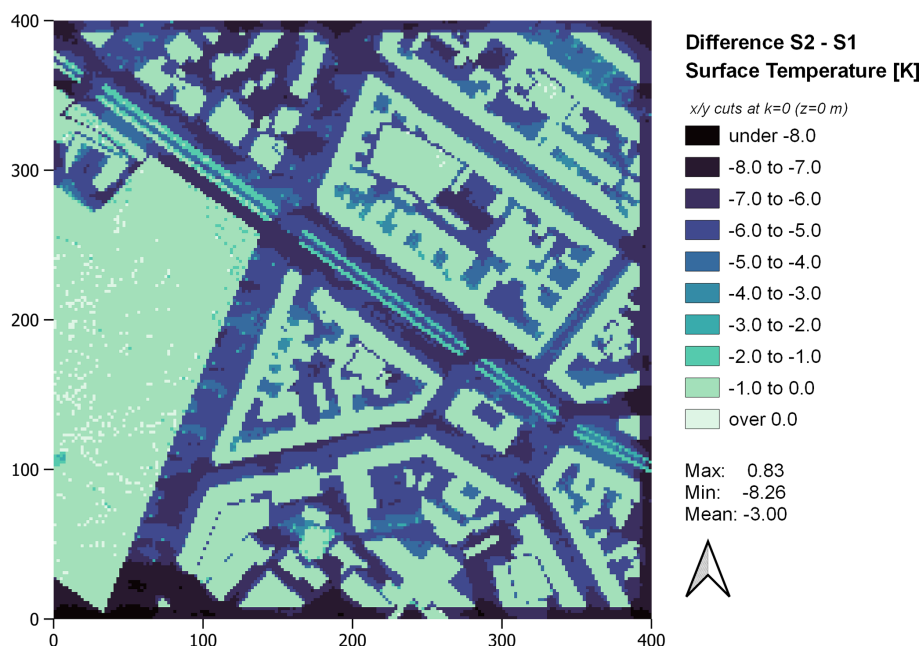 400
300
200
100
0
0
100
200
300
400
Difference S2 - S1
Surface Temperature [K]
x/y cuts at k=0 (z=0 m)
under -8.0
-8.0 to -7.0
-7.0 to -6.0
-6.0 to -5.0
-5.0 to -4.0
-4.0 to -3.0
-3.0 to -2.0
-2.0 to -1.0
-1.0 to 0.0
over 0.0
Max: 0.83
Min: -8.26
Mean: -3.00